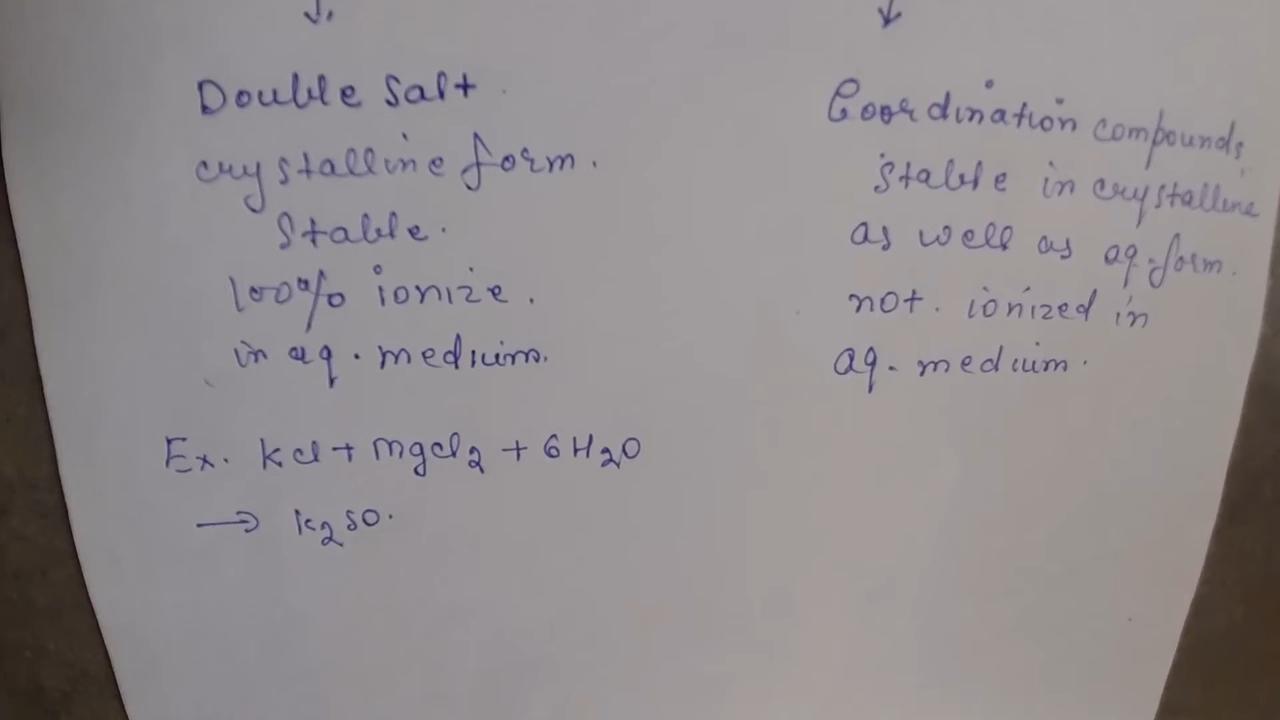 Double Salt
crystalline form.
Stable.
100% ionize.
in aq. medium.
Ex. KCl + MgCl2 + 6H2O
→ K2SO.
Coordination compounds
Stable in crystalline
as well as aq. form.
not. ionized in
aq. medium.